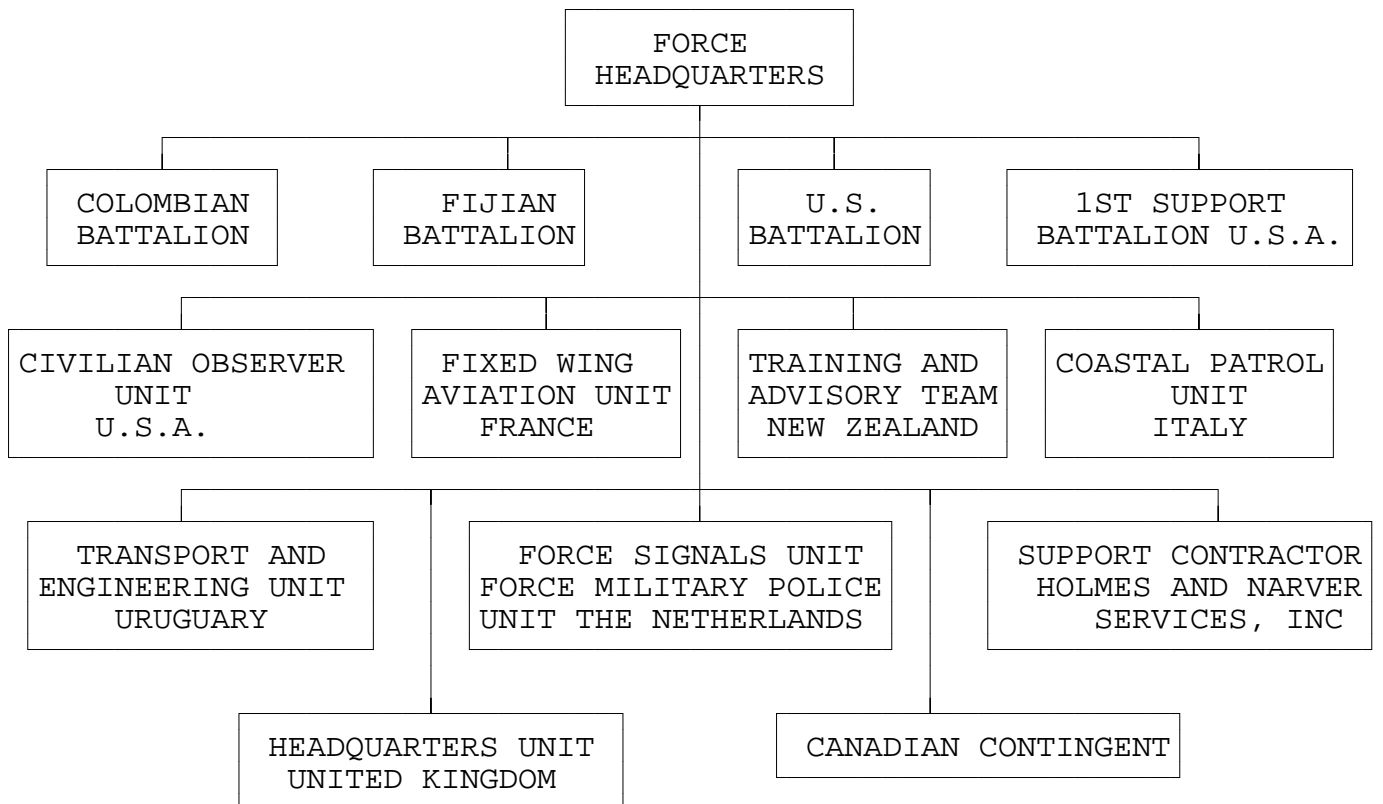 FORCE
HEADQUARTERS
COLOMBIAN
BATTALION
FIJIAN
BATTALION
U.S.
BATTALION
1ST SUPPORT
BATTALION U.S.A.
CIVILIAN OBSERVER
UNIT
U.S.A.
FIXED WING
AVIATION UNIT
FRANCE
TRAINING AND
ADVISORY TEAM
NEW ZEALAND
COASTAL PATROL
UNIT
ITALY
TRANSPORT AND
ENGINEERING UNIT
URUGUARY
FORCE SIGNALS UNIT
FORCE MILITARY POLICE
UNIT THE NETHERLANDS
SUPPORT CONTRACTOR
HOLMES AND NARVER
SERVICES, INC
HEADQUARTERS UNIT
UNITED KINGDOM
CANADIAN CONTINGENT